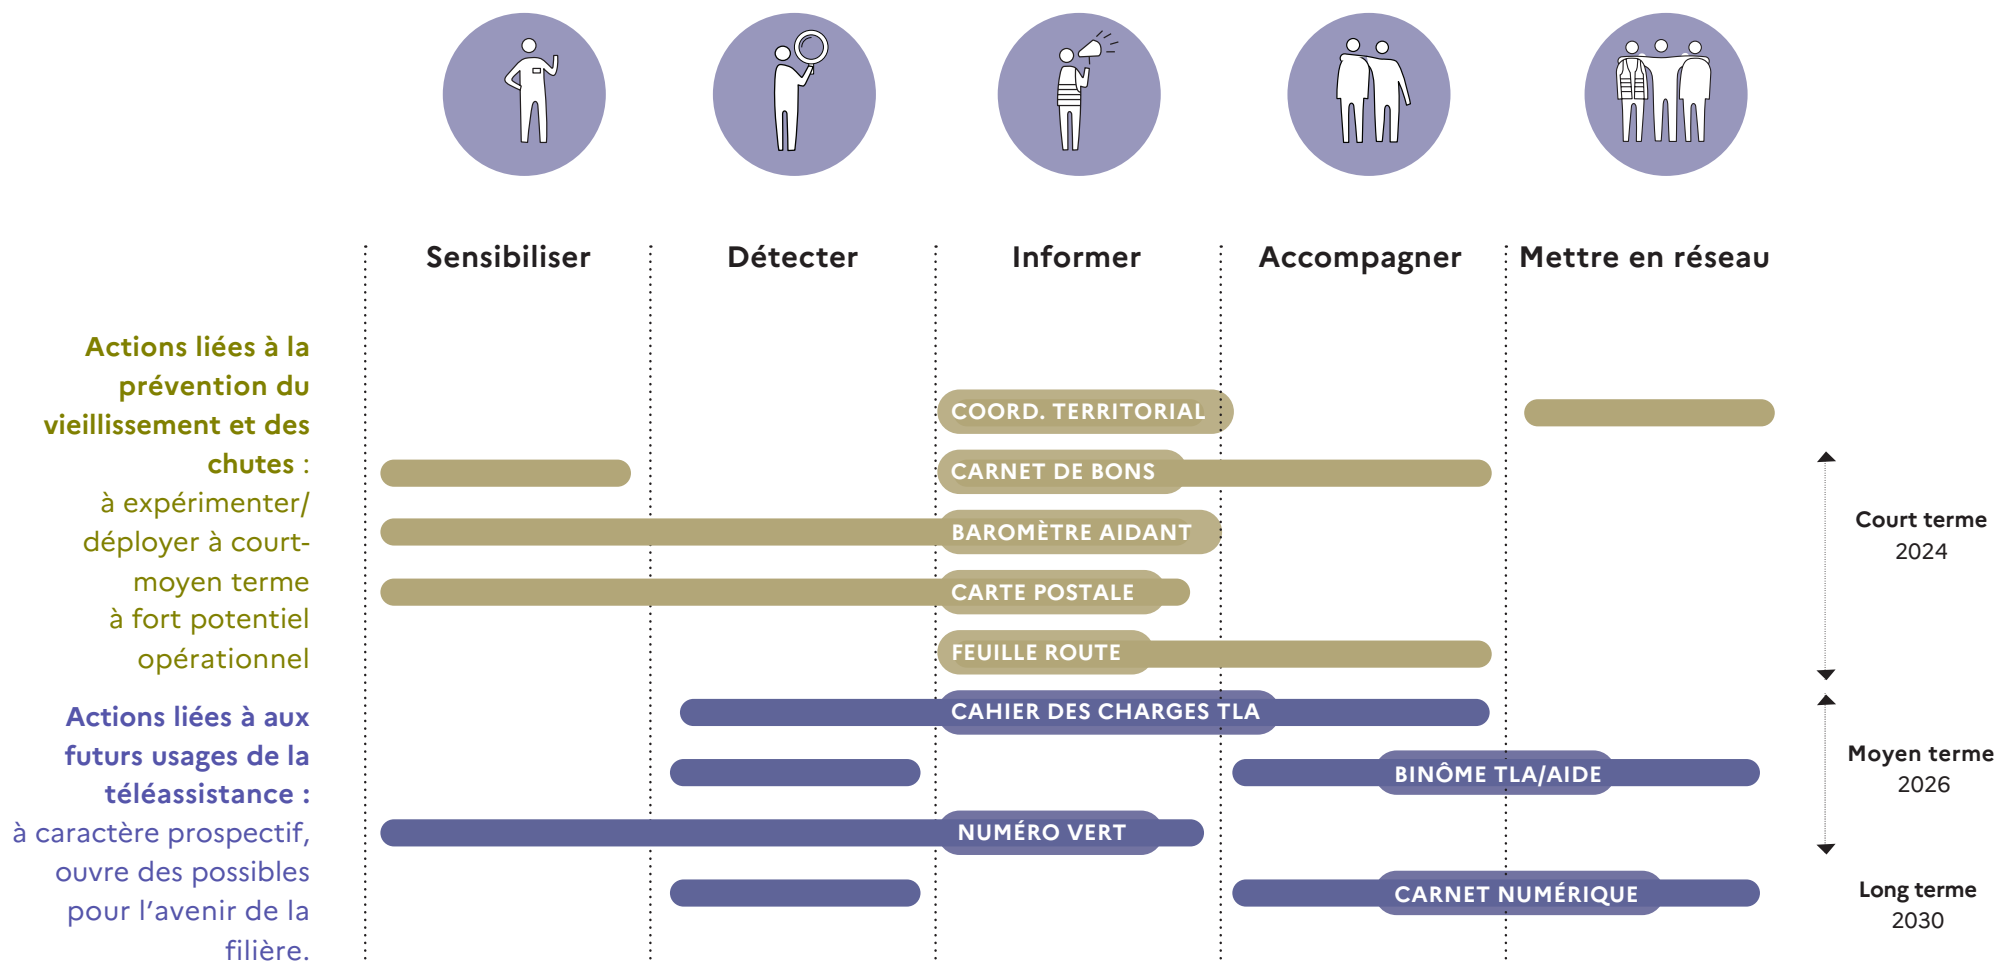 Sensibiliser
Détecter
Informer
Accompagner
Mettre en réseau
Actions liées à la
prévention du
vieillissement et des
chutes :
à expérimenter/
déployer à court-
moyen terme
à fort potentiel
opérationnel
COORD. TERRITORIAL
CARNET DE BONS
BAROMÈTRE AIDANT
CARTE POSTALE
FEUILLE ROUTE
Court terme
2024
Actions liées à aux
futurs usages de la
téléassistance :
à caractère prospectif,
ouvre des possibles
pour l’avenir de la
filière.
CAHIER DES CHARGES TLA
BINÔME TLA/AIDE
NUMÉRO VERT
CARNET NUMÉRIQUE
Moyen terme
2026
Long terme
2030